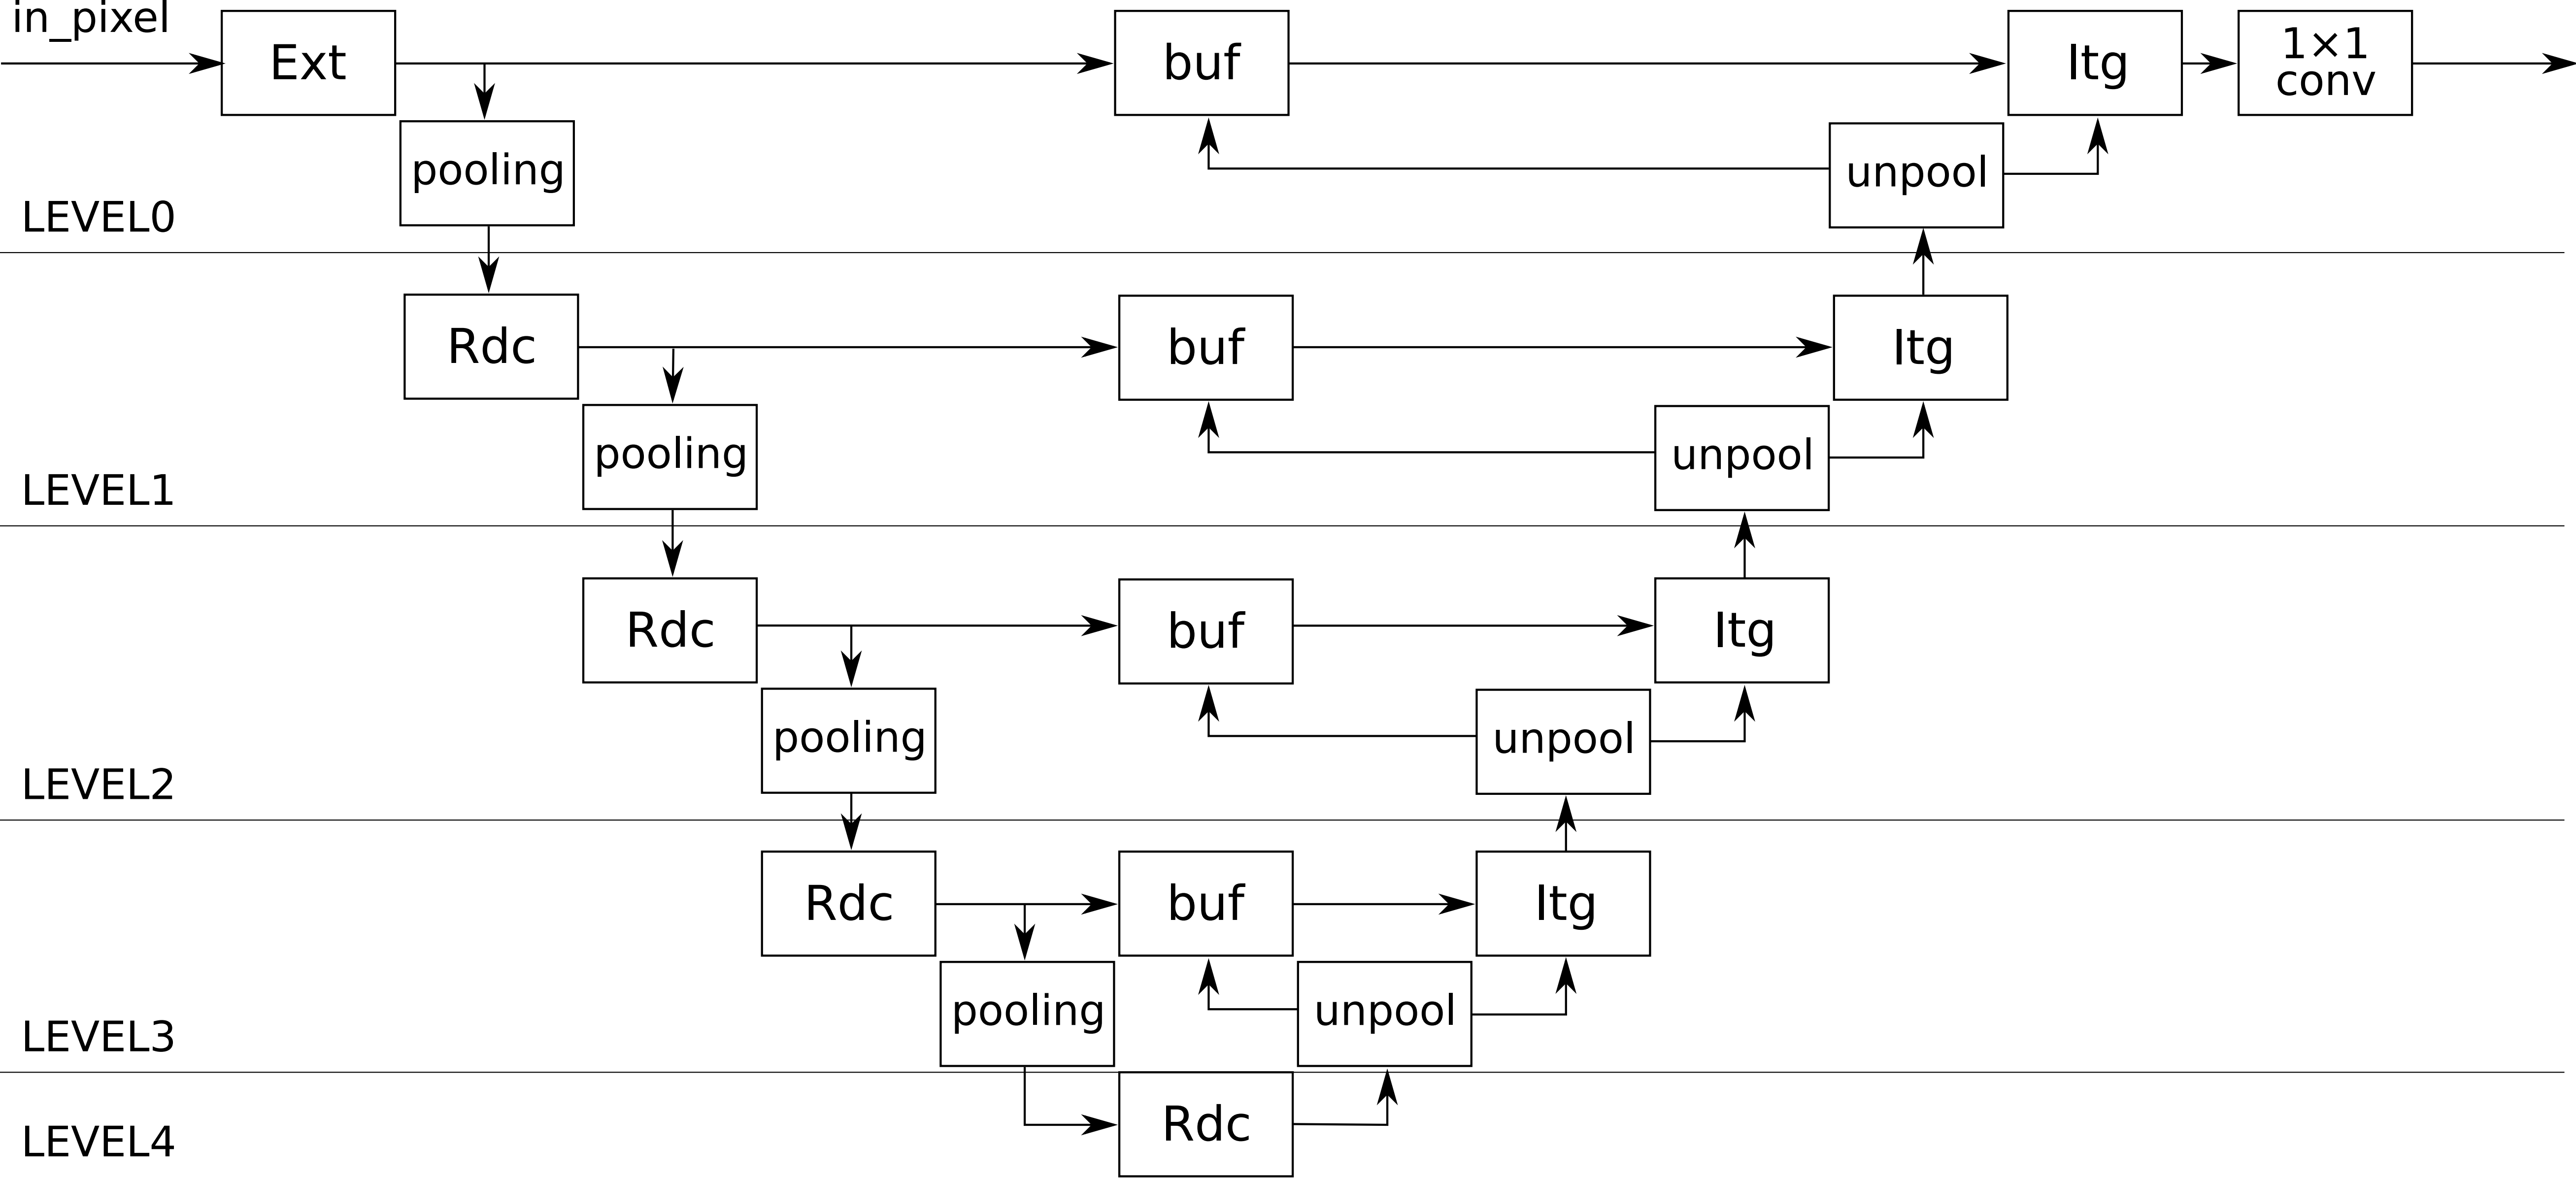 in_pixel
Ext
buf
Itg
1×1
conv
pooling
unpool
LEVEL0
Rdc
buf
Itg
pooling
unpool
LEVEL1
Rdc
buf
Itg
pooling
unpool
LEVEL2
Rdc
buf
Itg
pooling
unpool
LEVEL3
Rdc
LEVEL4